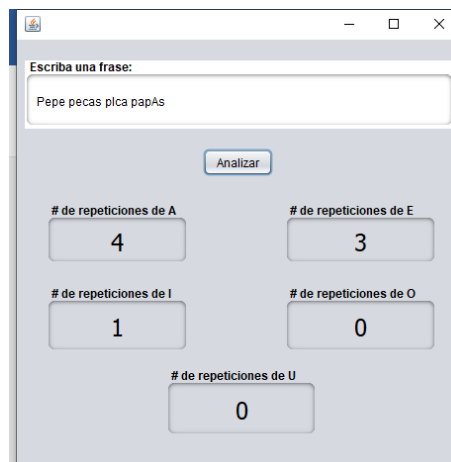 Escriba una frase:
Pepe pecas pIca papAs
Analizar
# de repeticiones de A
# de repeticiones de E
4
3
# de repeticiones de I
# de repeticiones de O
1
0
# de repeticiones de U
0